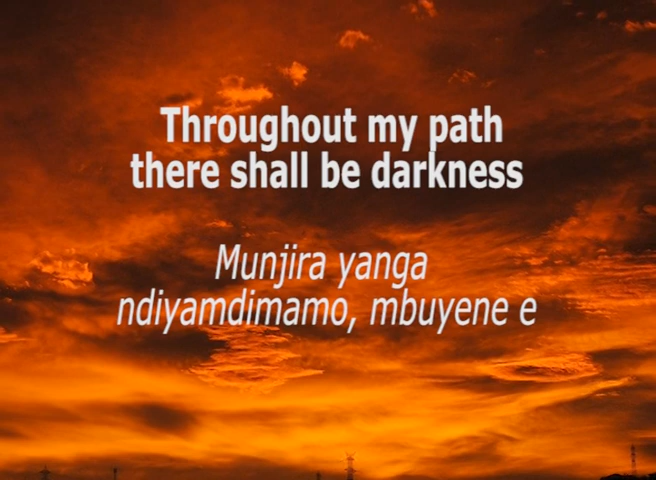 Throughout my path
there shall be darkness
Munjira yanga
ndiyamdimamo, mbuyene e